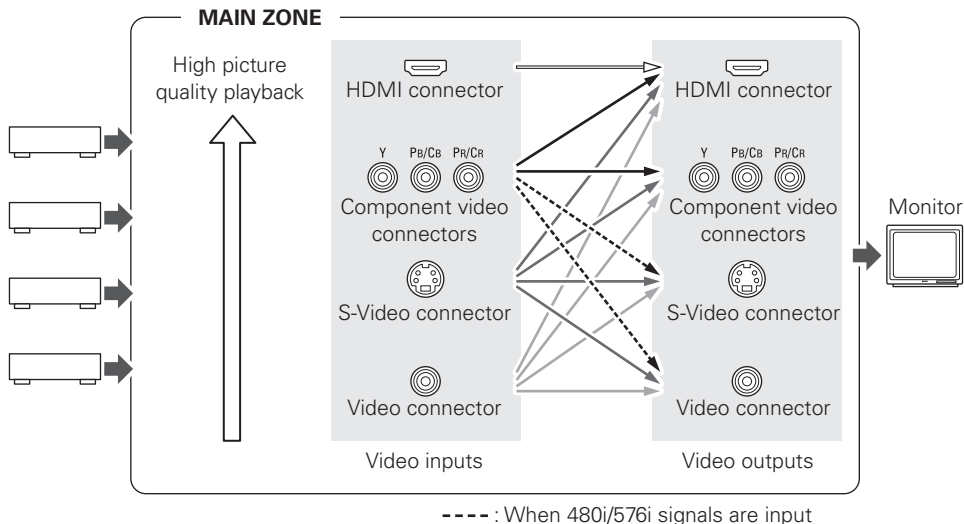 MAIN ZONE
High picture
quality playback
HDMI connector
HDMI connector
Y PB/CB PR/CR
Y PB/CB PR/CR
Component video
connectors
Component video
connectors
Monitor
S-Video connector
S-Video connector
Video connector
Video connector
Video inputs
Video outputs
---- : When 480i/576i signals are input